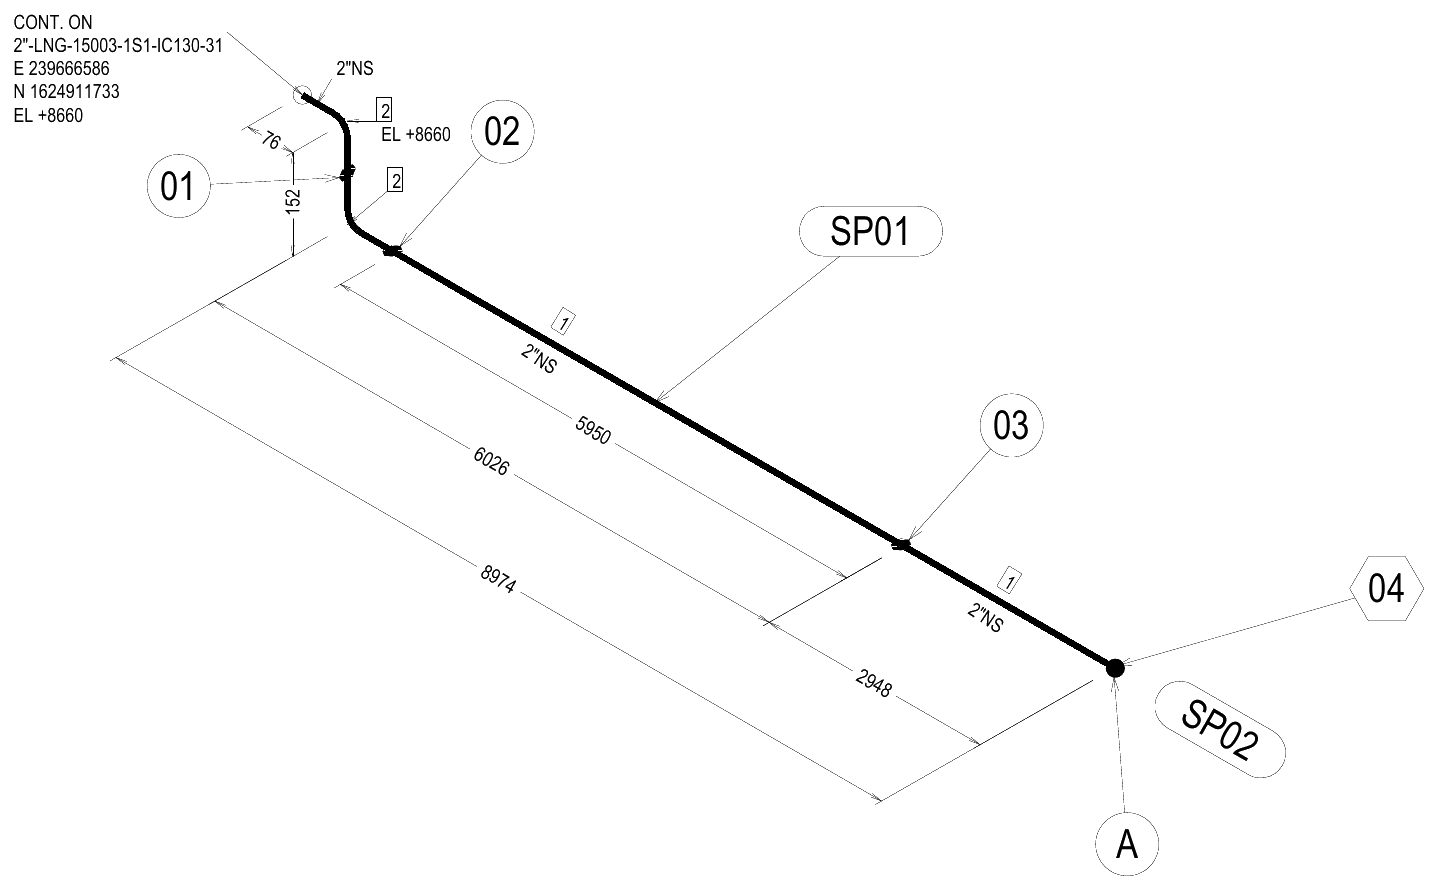 CONT. ON
2"-LNG-15003-1S1-IC130-31
E 239666586
N 1624911733
EL +8660
2"NS
2
EL +8660
02
76
01
152
2
SP01
1
2"NS
5950
03
6026
8974
1
2"NS
04
2948
SP02
A